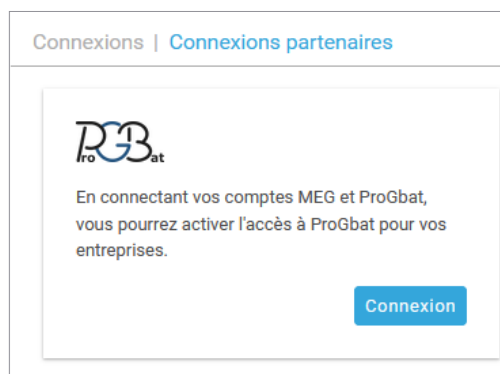 Connexions | Connexions partenaires
ProGBat
En connectant vos comptes MEG et ProGbat,
vous pourrez activer l'accès à ProGbat pour vos
entreprises.
Connexion